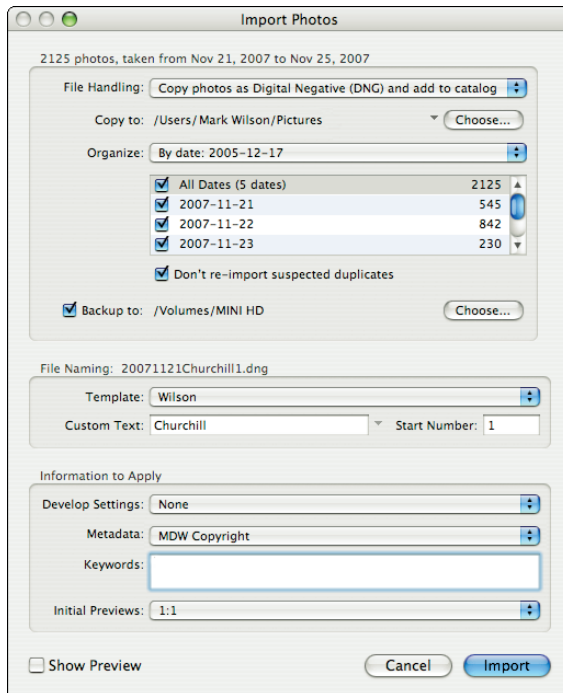 Import Photos
2125 photos, taken from Nov 21, 2007 to Nov 25, 2007
File Handling: Copy photos as Digital Negative (DNG) and add to catalog
Copy to: /Users/Mark Wilson/Pictures Choose...
Organize: By date: 2005-12-17
All Dates (5 dates) 2125
2007-11-21 545
2007-11-22 842
2007-11-23 230
Don't re-import suspected duplicates
Backup to: /Volumes/MINI HD Choose...
File Naming: 20071121Churchill1.dng
Template: Wilson
Custom Text: Churchill Start Number: 1
Information to Apply
Develop Settings: None
Metadata: MDW Copyright
Keywords:
Initial Previews: 1:1
Show Preview Cancel Import